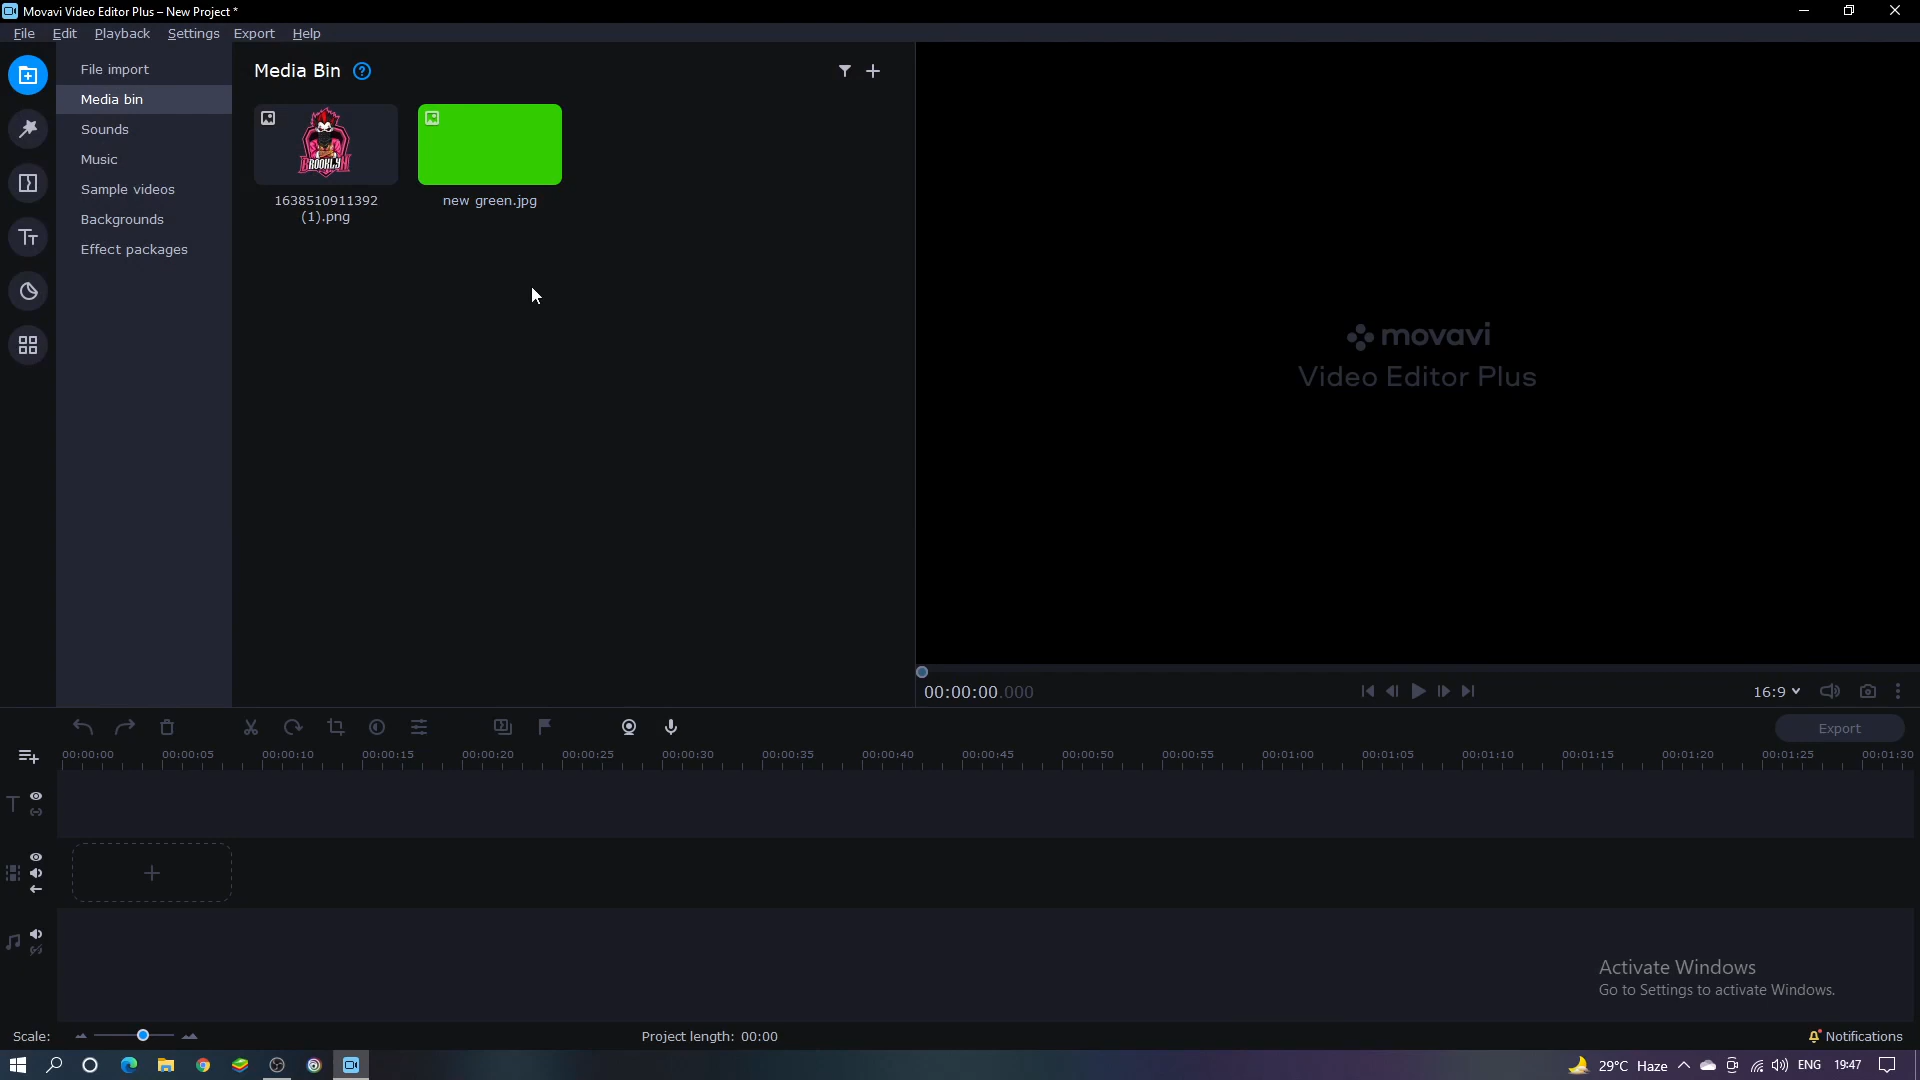 Movavi Video Editor Plus – New Project *
File Edit Playback Settings Export Help
File import
Media bin
Sounds
Music
Sample videos
Backgrounds
Effect packages
Media Bin ?
BROOKLYN
1638510911392
(1).png
new green.jpg
movavi
Video Editor Plus
00:00:00.000
16:9
Export
00:00:00 00:00:05 00:00:10 00:00:15 00:00:20 00:00:25 00:00:30 00:00:35 00:00:40 00:00:45 00:00:50 00:00:55 00:01:00 00:01:05 00:01:10 00:01:15 00:01:20 00:01:25 00:01:30
Activate Windows
Go to Settings to activate Windows.
Scale:
Project length: 00:00
Notifications
29°C Haze
ENG
19:47